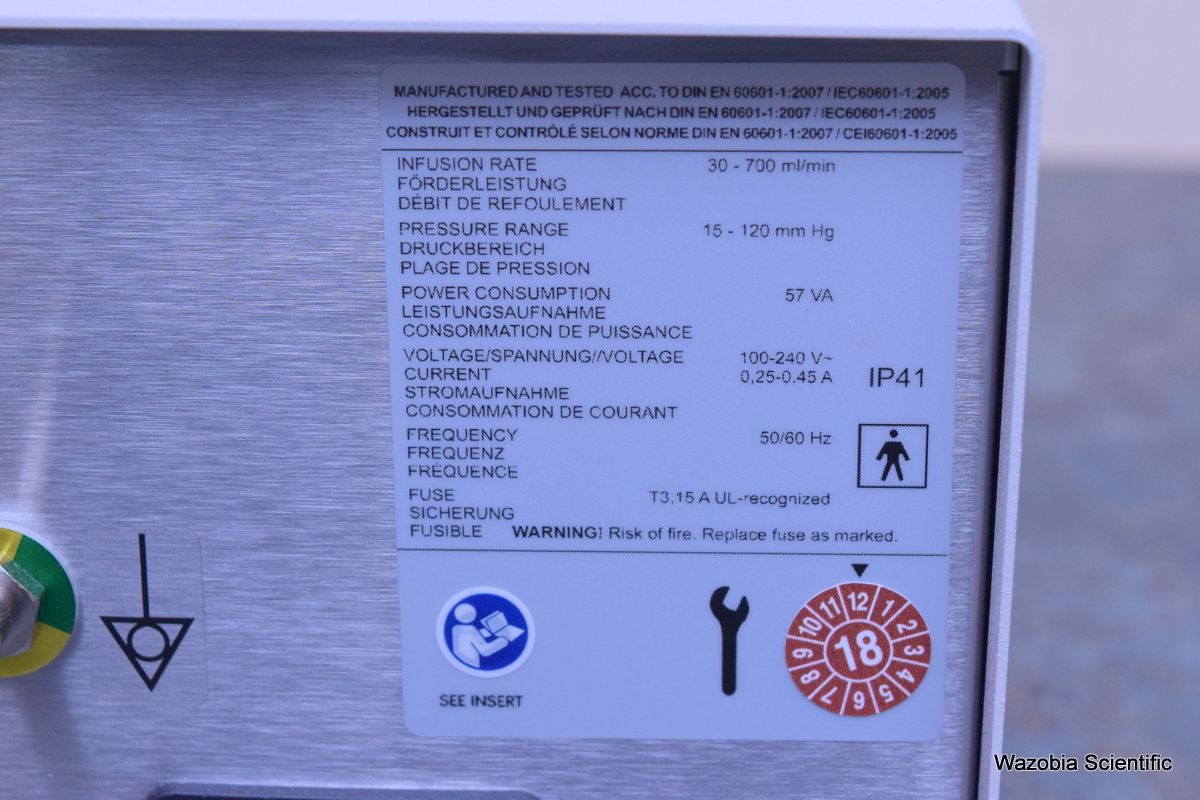 MANUFACTURED AND TESTED ACC. TO DIN EN 60601-1:2007 / IEC60601-1:2005
HERGESTELLT UND GEPRÜFT NACH DIN EN 60601-1:2007 / IEC60601-1:2005
CONSTRUIT ET CONTRÔLÉ SELON NORME DIN EN 60601-1:2007 / CEI60601-1:2005
INFUSION RATE 30 - 700 ml/min
FÖRDERLEISTUNG
DÉBIT DE REFOULEMENT
PRESSURE RANGE 15 - 120 mm Hg
DRUCKBEREICH
PLAGE DE PRESSION
POWER CONSUMPTION 57 VA
LEISTUNGSAUFNAHME
CONSOMMATION DE PUISSANCE
VOLTAGE/SPANNUNG//VOLTAGE 100-240 V~
CURRENT 0,25-0.45 A IP41
STROMAUFNAHME
CONSOMMATION DE COURANT
FREQUENCY 50/60 Hz
FREQUENZ
FRÉQUENCE
FUSE T3,15 A UL-recognized
SICHERUNG
FUSIBLE WARNING! Risk of fire. Replace fuse as marked.
12 1 2 3 4 5 6 7 8 9 10 11
18
SEE INSERT
Wazobia Scientific